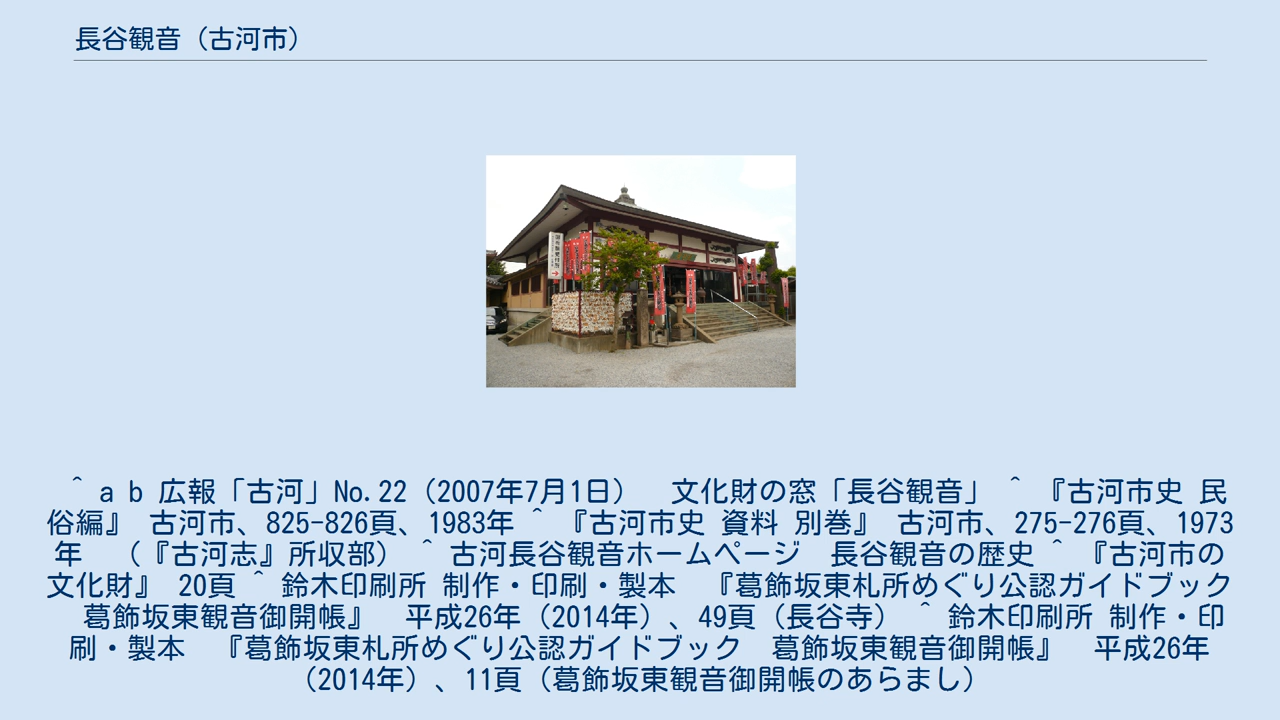 長谷観音（古河市）
^ a b 広報「古河」No.22（2007年7月1日）　文化財の窓「長谷観音」 ^ 『古河市史 民
俗編』 古河市、825-826頁、1983年 ^ 『古河市史 資料 別巻』 古河市、275-276頁、1973
年　（『古河志』所収部） ^ 古河長谷観音ホームページ　長谷観音の歴史 ^ 『古河市の
文化財』 20頁 ^ 鈴木印刷所 制作・印刷・製本　『葛飾坂東札所めぐり公認ガイドブック
葛飾坂東観音御開帳』　平成26年（2014年）、49頁（長谷寺） ^ 鈴木印刷所 制作・印
刷・製本　『葛飾坂東札所めぐり公認ガイドブック　葛飾坂東観音御開帳』　平成26年
（2014年）、11頁（葛飾坂東観音御開帳のあらまし）